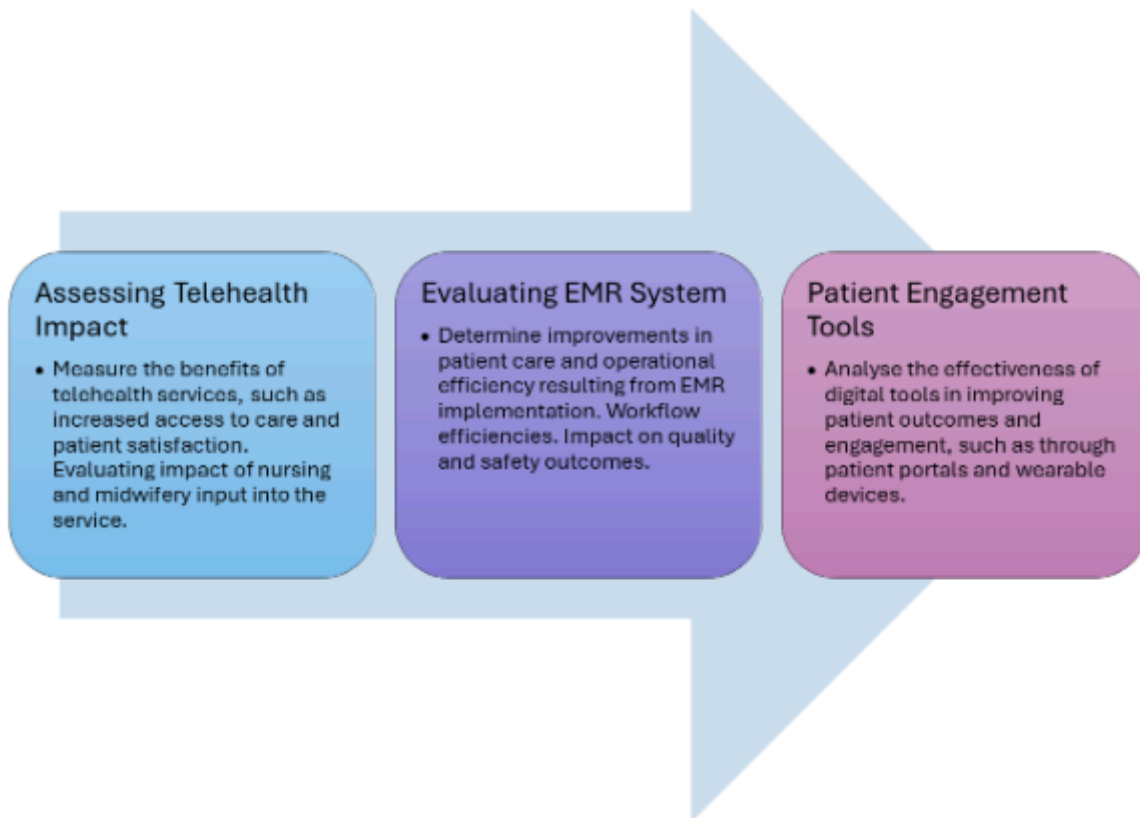 Assessing Telehealth
Impact
• Measure the benefits of
telehealth services, such as
increased access to care and
patient satisfaction.
Evaluating impact of nursing
and midwifery input into the
service.
Evaluating EMR System
• Determine improvements in
patient care and operational
efficiency resulting from EMR
implementation. Workflow
efficiencies. Impact on quality
and safety outcomes.
Patient Engagement
Tools
• Analyse the effectiveness of
digital tools in improving
patient outcomes and
engagement, such as through
patient portals and wearable
devices.